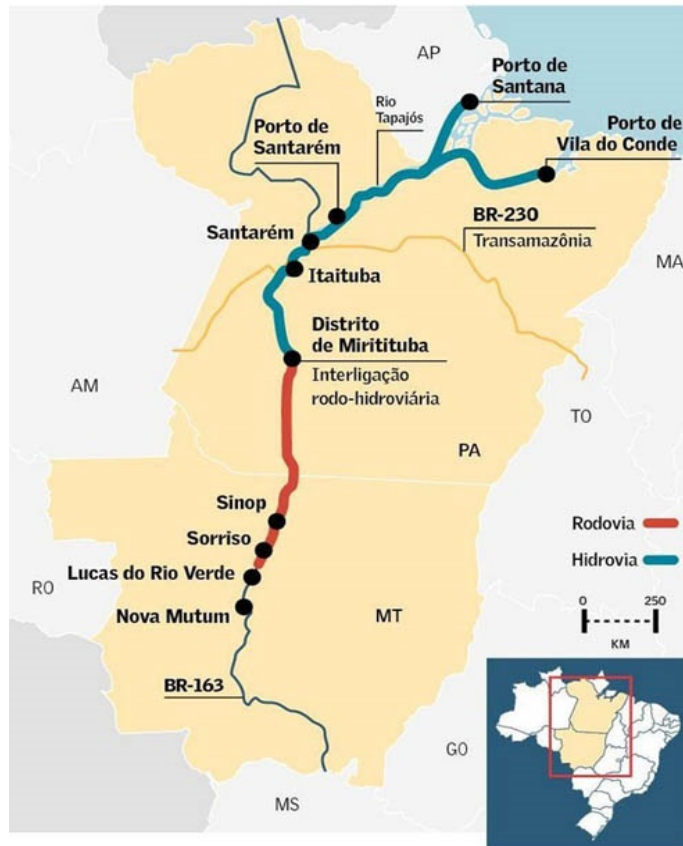 AP
Porto de
Santana
Rio
Tapajós
Porto de
Santarém
Porto de
Vila do Conde
Santarém
BR-230
Transamazônia
MA
Itaituba
Distrito
de Miritituba
Interligação
rodo-hidroviária
AM
TO
PA
Sinop
Sorriso
Lucas do Rio Verde
RO
Nova Mutum
MT
Rodovia
Hidrovia
0
250
KM
BR-163
GO
MS